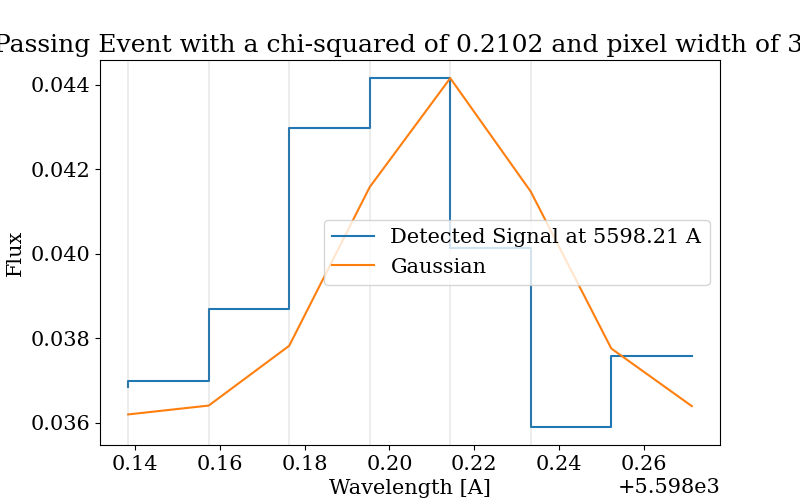 Passing Event with a chi-squared of 0.2102 and pixel width of 3
0.044
0.042
0.040
0.038
0.036
Flux
Detected Signal at 5598.21 A
Gaussian
0.14 0.16 0.18 0.20 0.22 0.24 0.26
Wavelength [A]
+5.598e3